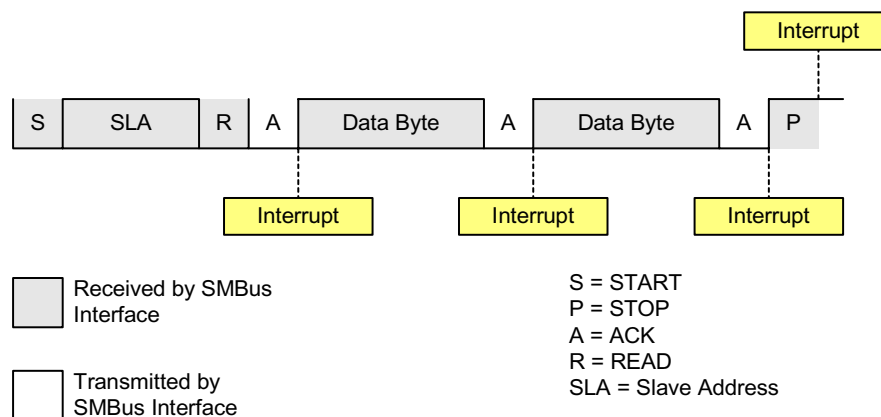 Interrupt
S SLA R A Data Byte A Data Byte A P
Interrupt Interrupt Interrupt
Received by SMBus
Interface
Transmitted by
SMBus Interface
S = START
P = STOP
A = ACK
R = READ
SLA = Slave Address